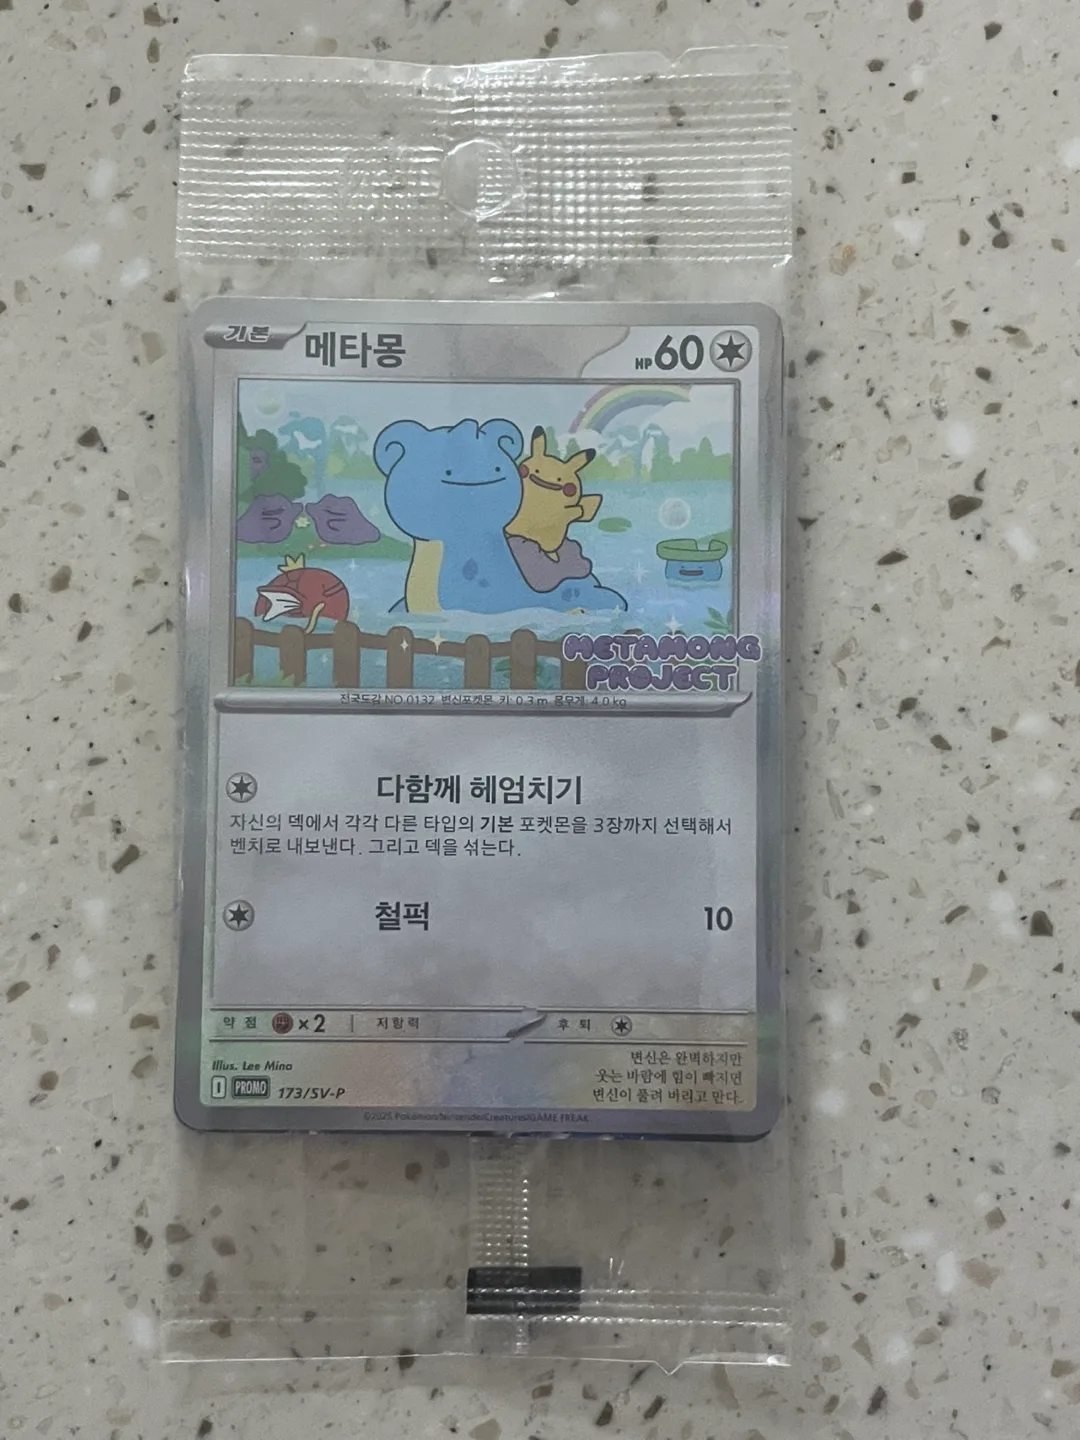 기본 메타몽 HP 60
METAMONG
PROJECT
전국도감 NO.0132 변신포켓몬 키: 0.3 m 몸무게: 4.0 kg
다함께 헤엄치기
자신의 덱에서 각각 다른 타입의 기본 포켓몬을 3장까지 선택해서
벤치로 내보낸다. 그리고 덱을 섞는다.
철퍽 10
약점 ×2 저항력 후퇴
변신은 완벽하지만
웃는 바람에 힘이 빠지면
변신이 풀려 버리고 만다.
Illus. Lee Mina
I PROMO 173/SV-P
©2025 Pokémon/Nintendo/Creatures/GAME FREAK